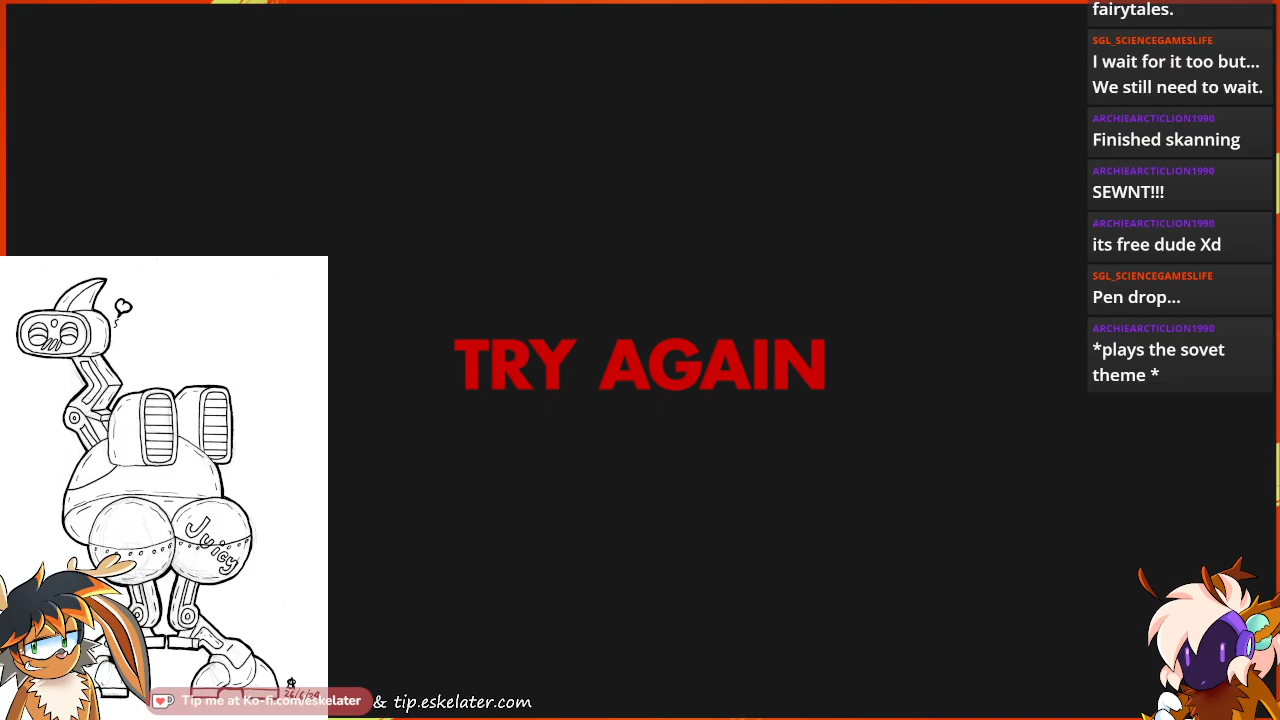 fairytales.
SGL_SCIENCEGAMESLIFE
I wait for it too but...
We still need to wait.
ARCHIEARCTICLION1990
Finished skanning
ARCHIEARCTICLION1990
SEWNT!!!
ARCHIEARCTICLION1990
its free dude Xd
SGL_SCIENCEGAMESLIFE
Pen drop...
ARCHIEARCTICLION1990
*plays the sovet
theme *
TRY AGAIN
Juicy
Tip me at Ko-fi.com/eskelater & tip.eskelater.com